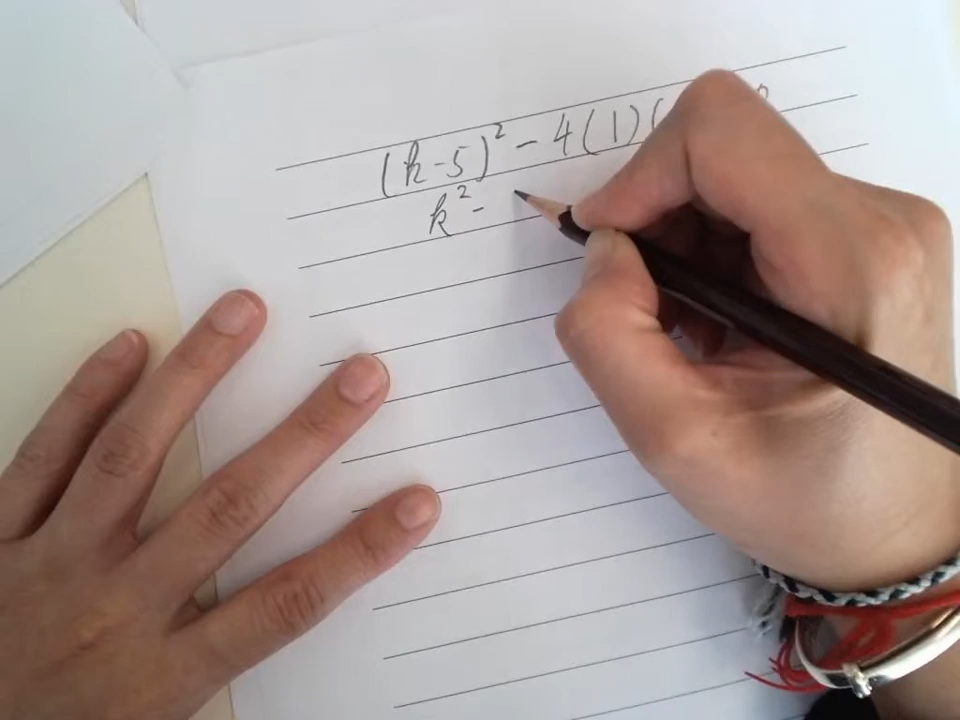 (k-5)² - 4(1)(
k² -